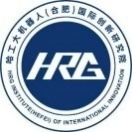 哈工大机器人(合肥)国际创新研究院
HRG
HRG INSTITUTE(HEFEI) OF INTERNATIONAL INNOVATION